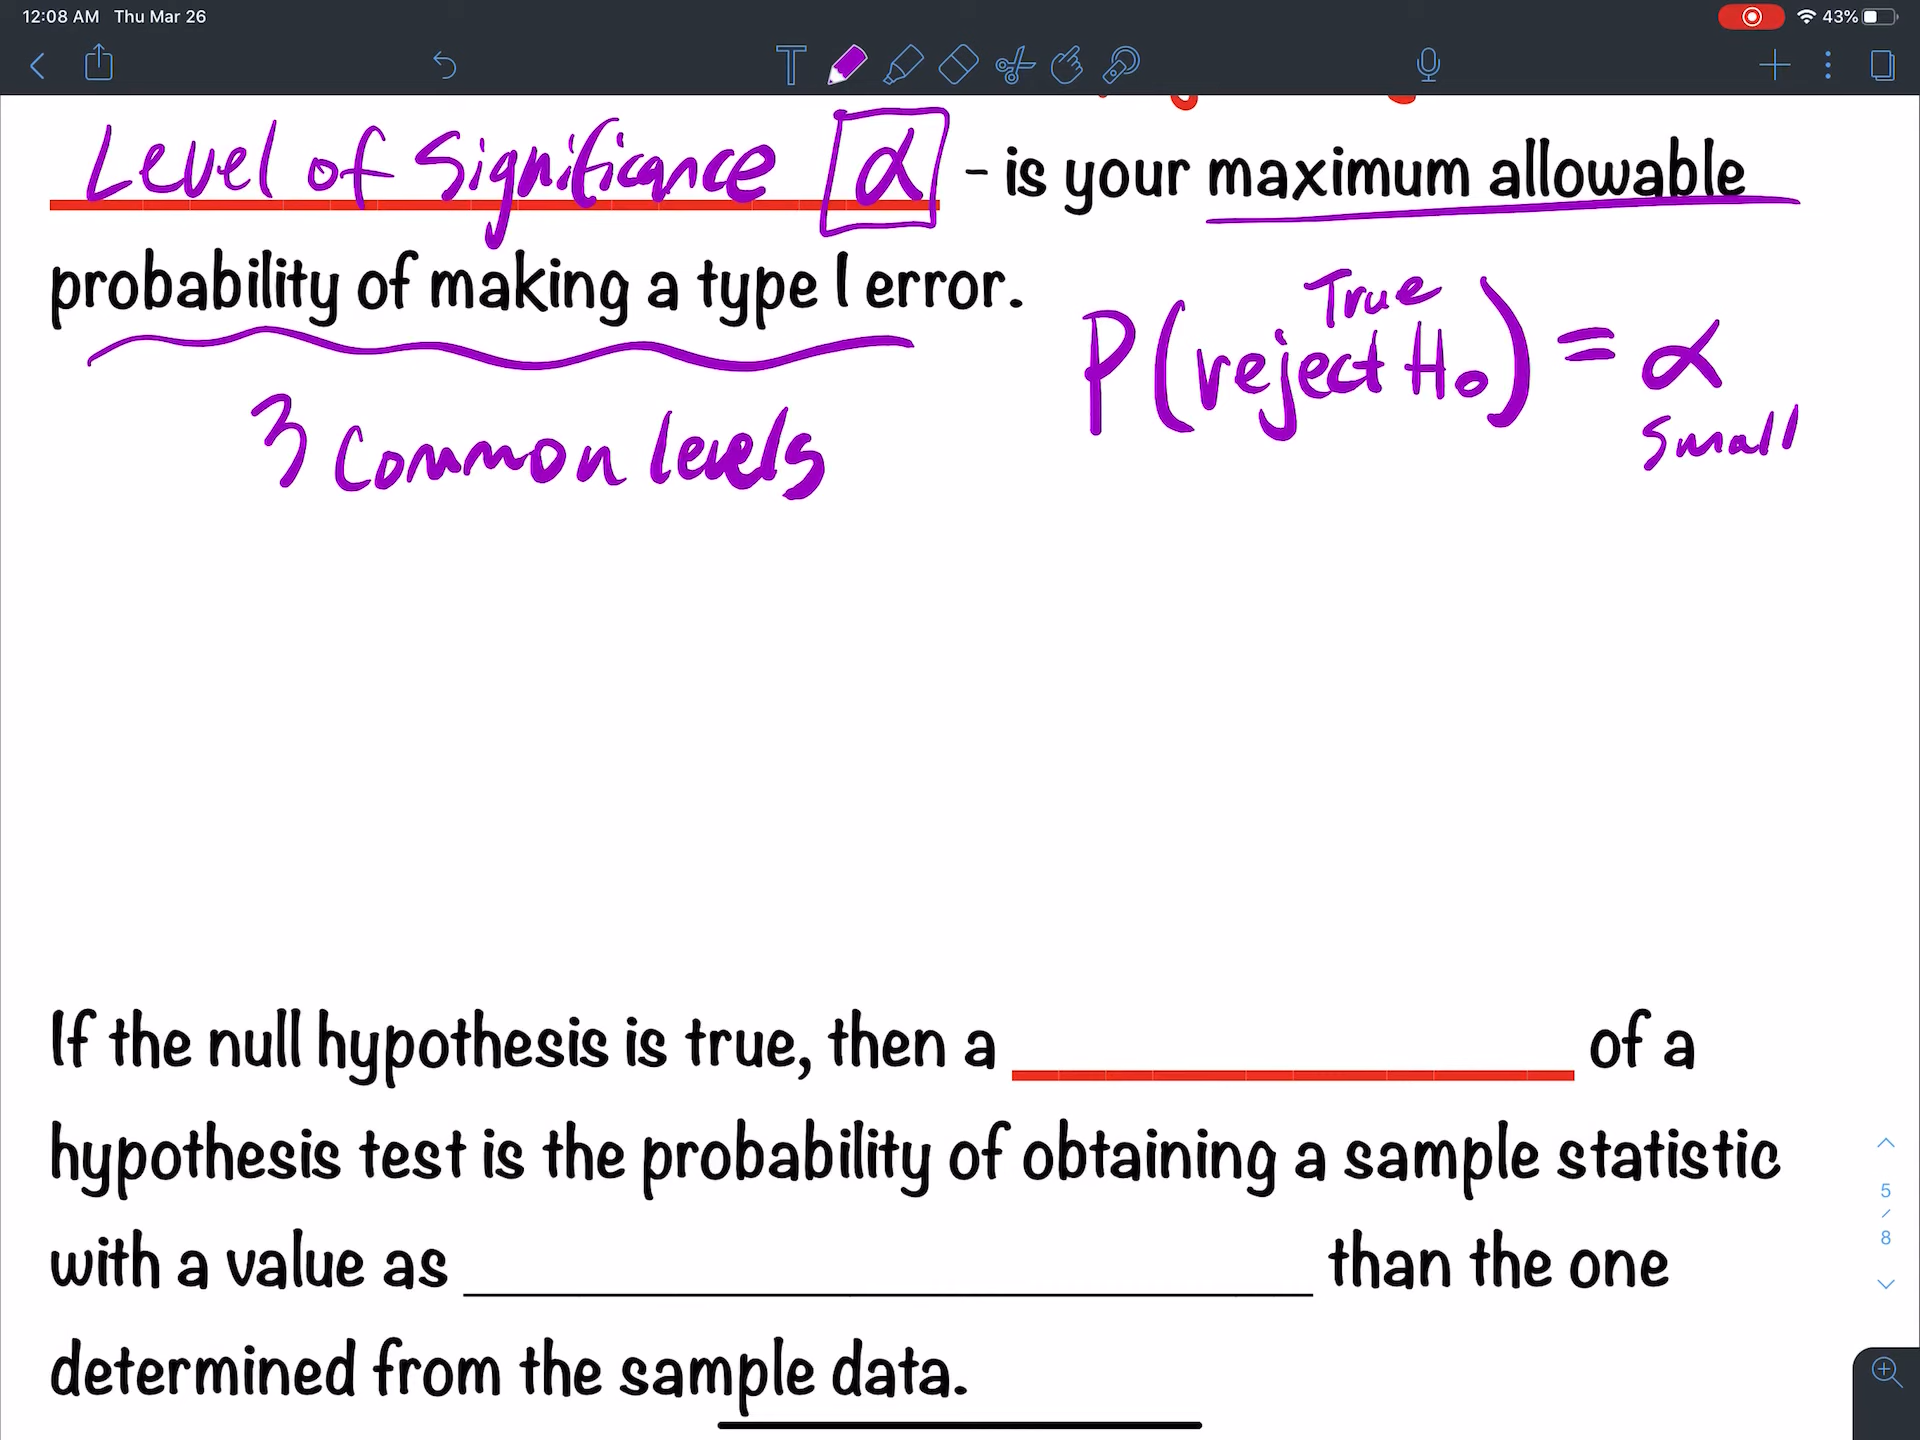 12:08 AM Thu Mar 26
43%
Level of Significance α - is your maximum allowable
probability of making a type I error.
P(reject True H₀) = α
small
3 Common levels
If the null hypothesis is true, then a ____________ of a
hypothesis test is the probability of obtaining a sample statistic
with a value as ____________ than the one
determined from the sample data.
5
/
8